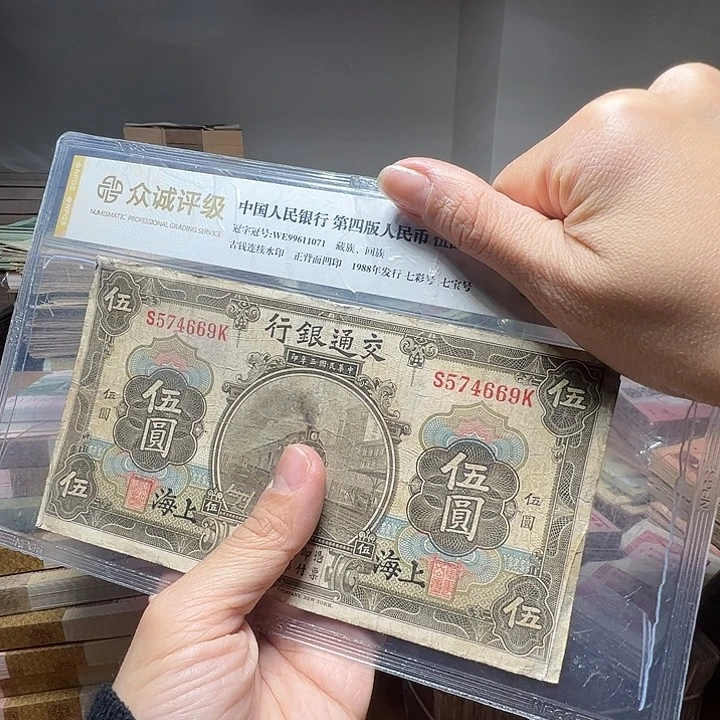 众诚评级
NUMISMATIC PROFESSIONAL GRADING SERVICE
中国人民银行 第四版人民币
冠字冠号:WE99611071 藏族、回族
古钱连续水印 正背面凹印 1988年发行 七彩号 七宝号
伍
S574669K
行銀通交
印年三國民華中
S574669K
伍
伍圓
伍圓
伍圓
伍圓
伍
海上
伍
伍
海上
伍
NEW YORK.